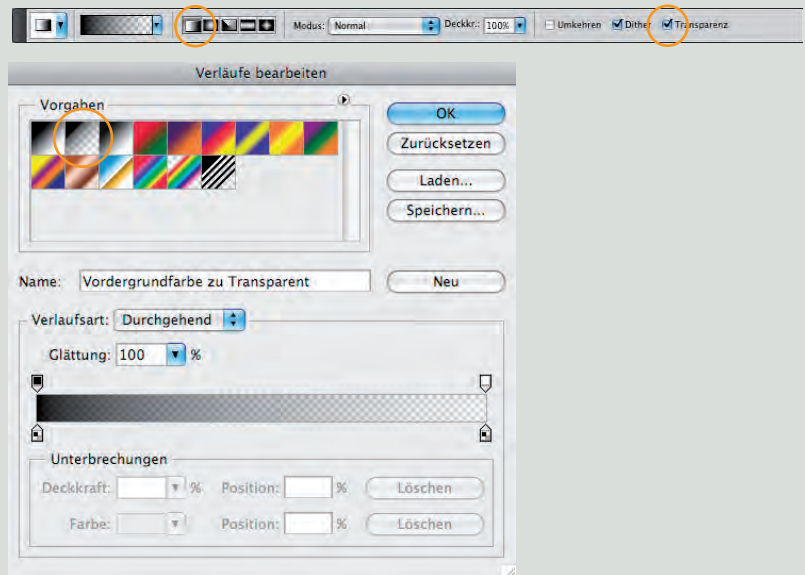 Modus: Normal Deckkr.: 100% Umkehren Dither Transparenz
Verläufe bearbeiten
Vorgaben
OK
Zurücksetzen
Laden...
Speichern...
Name: Vordergrundfarbe zu Transparent Neu
Verlaufsart: Durchgehend
Glättung: 100 %
Unterbrechungen
Deckkraft: % Position: % Löschen
Farbe: Position: % Löschen